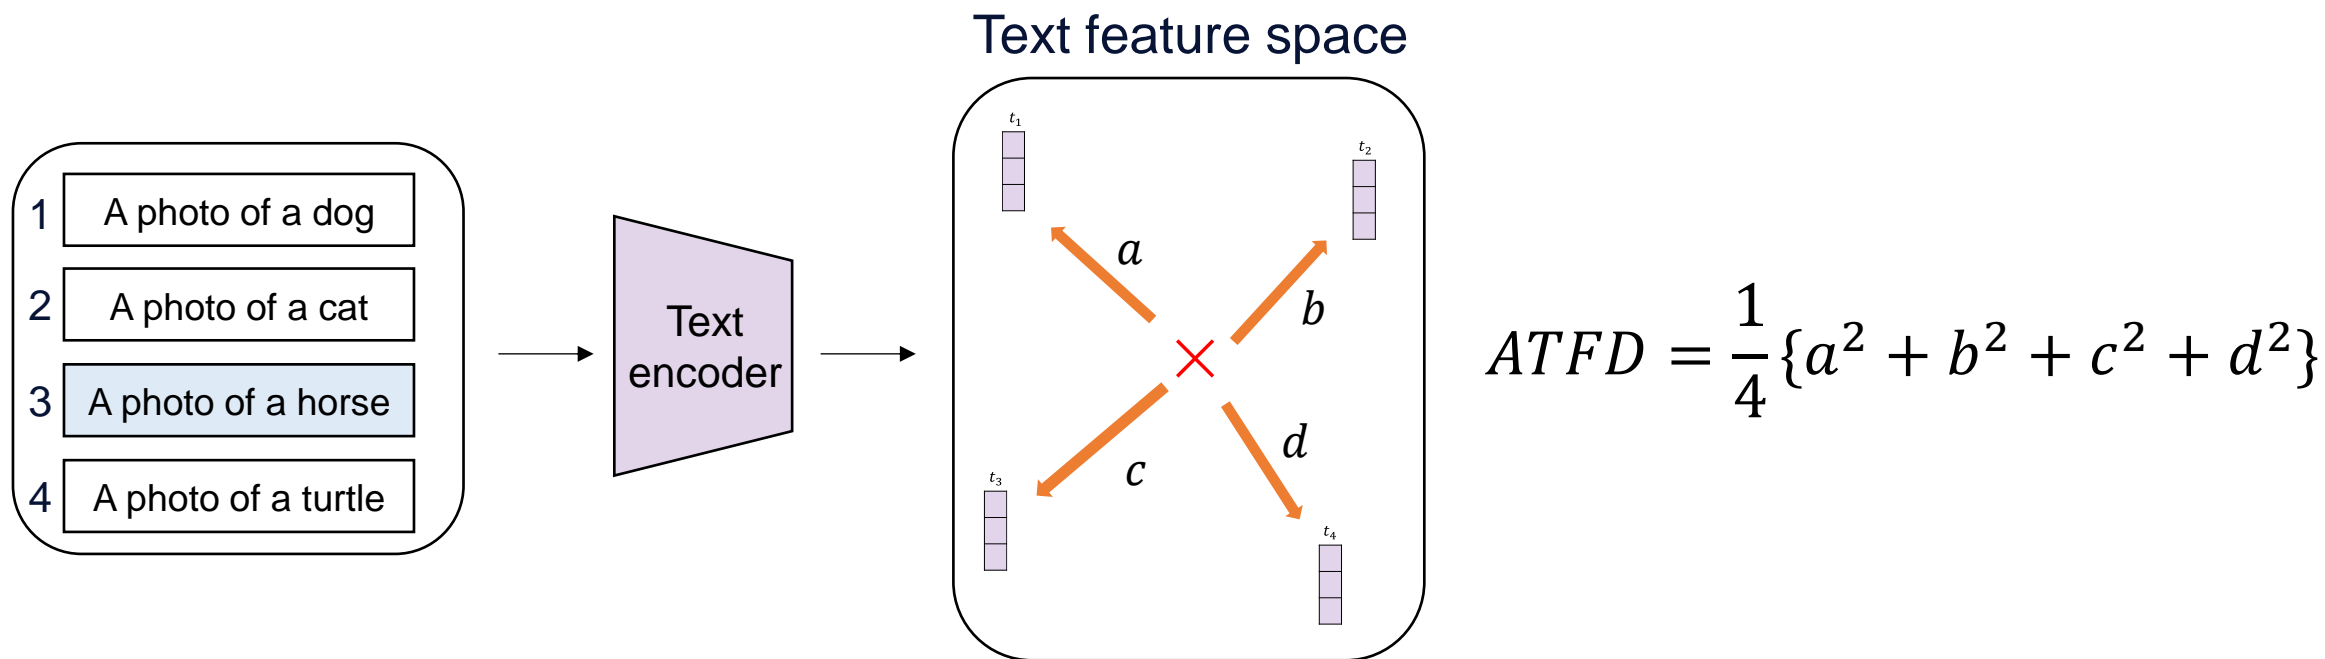 Text feature space
1 A photo of a dog
2 A photo of a cat
3 A photo of a horse
4 A photo of a turtle
Text
encoder
t₁
t₂
a
b
c
d
t₃
t₄
ATFD = 1/4 {a² + b² + c² + d²}